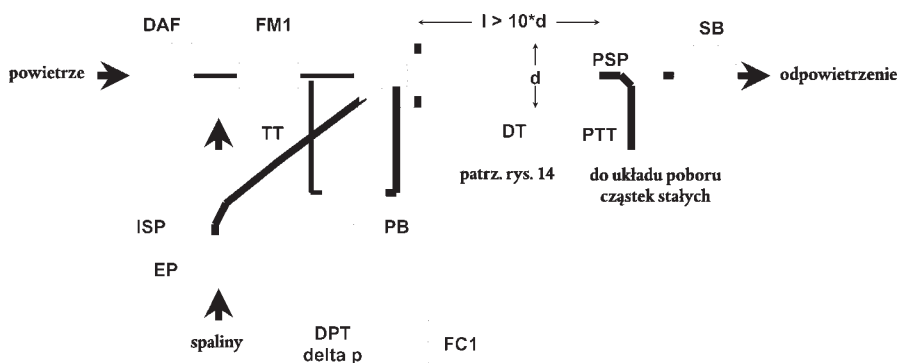 DAF FM1 l > 10*d SB
powietrze d PSP odpowietrzenie
TT DT PTT
patrz. rys. 14 do układu poboru
cząstek stałych
ISP PB
EP
spaliny DPT FC1
delta p